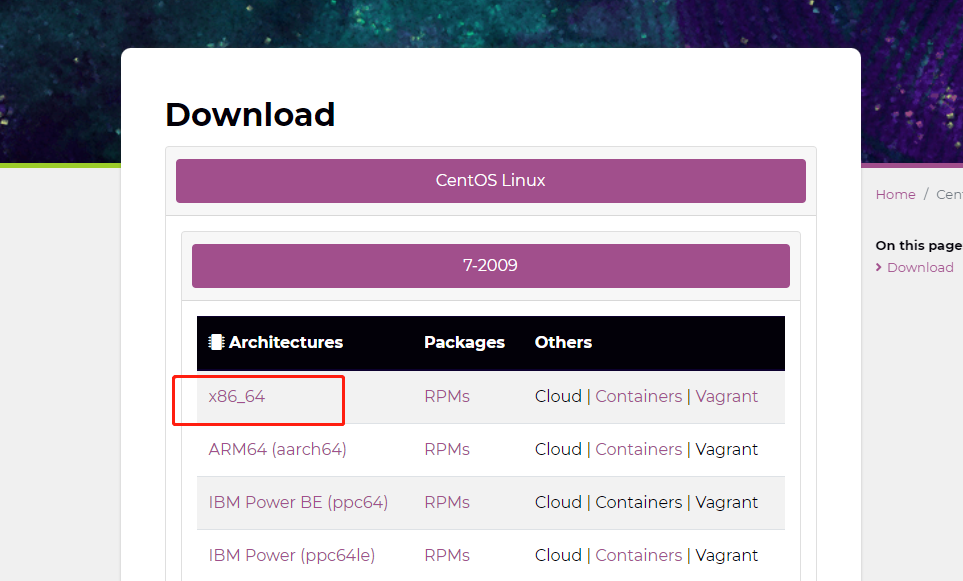 Download
CentOS Linux
7-2009
Architectures Packages Others
x86_64 RPMs Cloud | Containers | Vagrant
ARM64 (aarch64) RPMs Cloud | Containers | Vagrant
IBM Power BE (ppc64) RPMs Cloud | Containers | Vagrant
IBM Power (ppc64le) RPMs Cloud | Containers | Vagrant
Home / Cen
On this page
Download